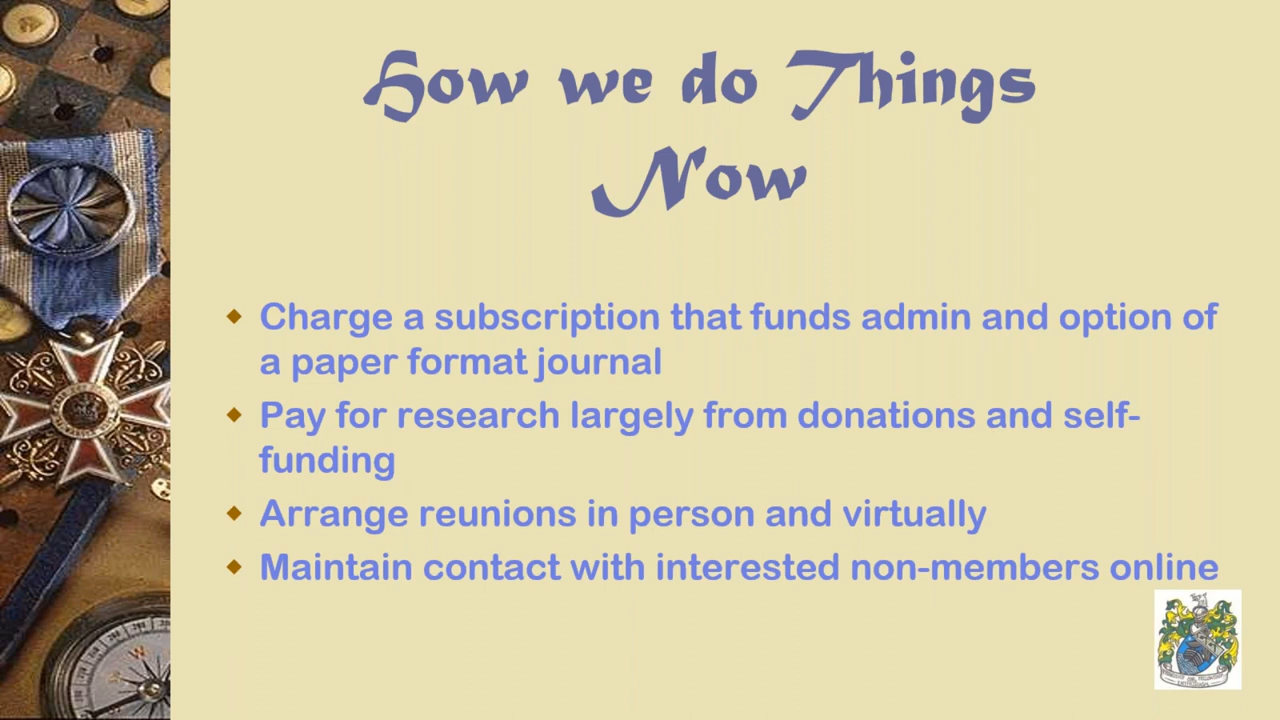 How we do Things
Now
Charge a subscription that funds admin and option of
a paper format journal
Pay for research largely from donations and self-
funding
Arrange reunions in person and virtually
Maintain contact with interested non-members online